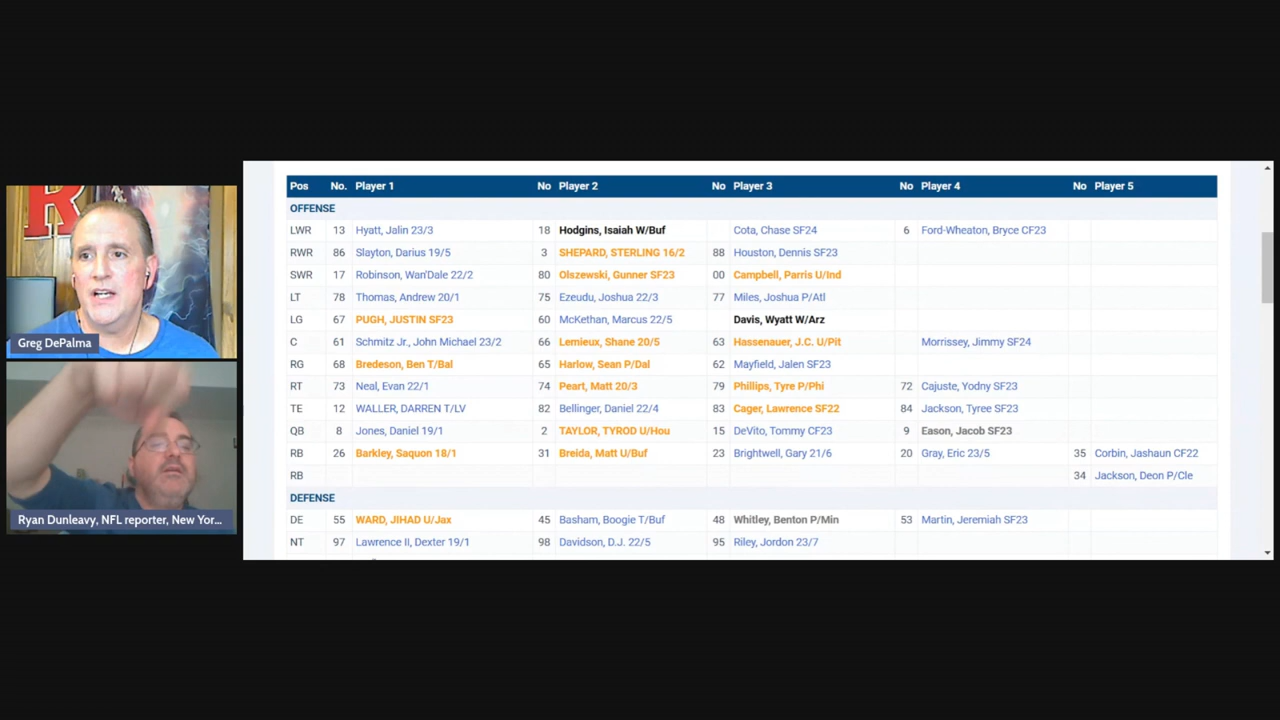 R
Greg DePalma
Ryan Dunleavy, NFL reporter, New Yor...
Pos No. Player 1 No Player 2 No Player 3 No Player 4 No Player 5
OFFENSE
LWR 13 Hyatt, Jalin 23/3 18 Hodgins, Isaiah W/Buf Cota, Chase SF24 6 Ford-Wheaton, Bryce CF23
RWR 86 Slayton, Darius 19/5 3 SHEPARD, STERLING 16/2 88 Houston, Dennis SF23
SWR 17 Robinson, Wan'Dale 22/2 80 Olszewski, Gunner SF23 00 Campbell, Parris U/Ind
LT 78 Thomas, Andrew 20/1 75 Ezeudu, Joshua 22/3 77 Miles, Joshua P/Atl
LG 67 PUGH, JUSTIN SF23 60 McKethan, Marcus 22/5 Davis, Wyatt W/Arz
C 61 Schmitz Jr., John Michael 23/2 66 Lemieux, Shane 20/5 63 Hassenauer, J.C. U/Pit Morrissey, Jimmy SF24
RG 68 Bredeson, Ben T/Bal 65 Harlow, Sean P/Dal 62 Mayfield, Jalen SF23
RT 73 Neal, Evan 22/1 74 Peart, Matt 20/3 79 Phillips, Tyre P/Phi 72 Cajuste, Yodny SF23
TE 12 WALLER, DARREN T/LV 82 Bellinger, Daniel 22/4 83 Cager, Lawrence SF22 84 Jackson, Tyree SF23
QB 8 Jones, Daniel 19/1 2 TAYLOR, TYROD U/Hou 15 DeVito, Tommy CF23 9 Eason, Jacob SF23
RB 26 Barkley, Saquon 18/1 31 Breida, Matt U/Buf 23 Brightwell, Gary 21/6 20 Gray, Eric 23/5 35 Corbin, Jashaun CF22
RB 34 Jackson, Deon P/Cle
DEFENSE
DE 55 WARD, JIHAD U/Jax 45 Basham, Boogie T/Buf 48 Whitley, Benton P/Min 53 Martin, Jeremiah SF23
NT 97 Lawrence II, Dexter 19/1 98 Davidson, D.J. 22/5 95 Riley, Jordon 23/7